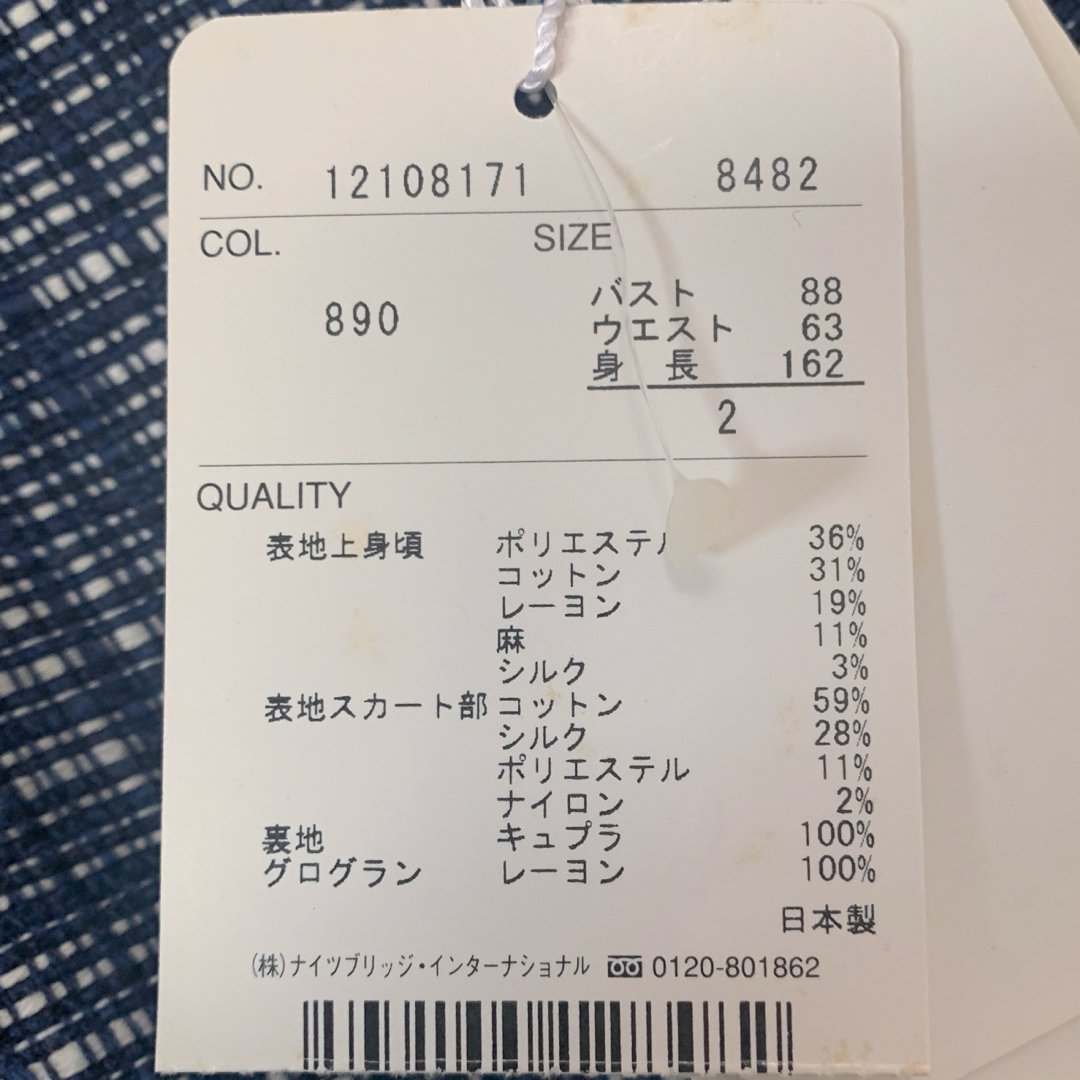 NO. 12108171 8482
COL. SIZE
890
バスト 88
ウエスト 63
身 長 162
2
QUALITY
表地上身頃 ポリエステル 36%
コットン 31%
レーヨン 19%
麻 11%
シルク 3%
表地スカート部 コットン 59%
シルク 28%
ポリエステル 11%
ナイロン 2%
裏地 キュプラ 100%
グログラン レーヨン 100%
日本製
(株)ナイツブリッジ・インターナショナル 0120-801862